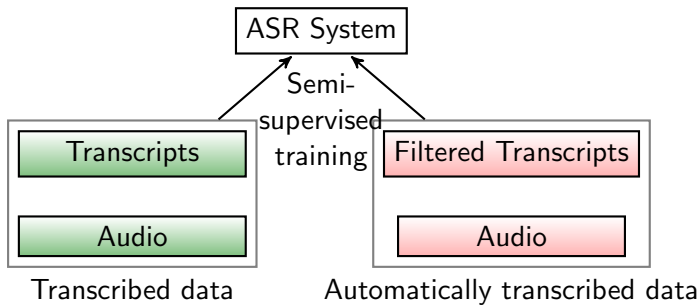 ASR System
Semi-
supervised
training
Transcripts
Audio
Transcribed data
Filtered Transcripts
Audio
Automatically transcribed data